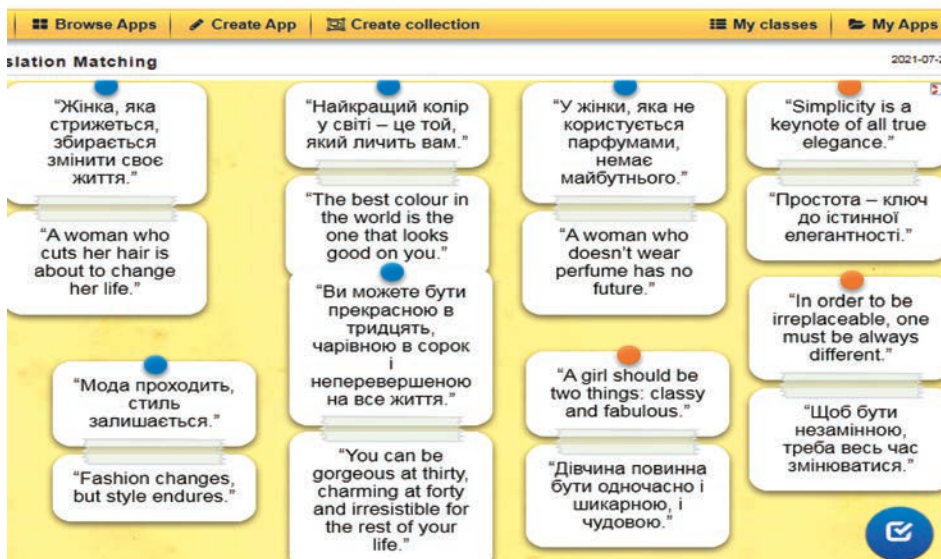 Browse Apps
Create App
Create collection
My classes
My Apps
slation Matching
2021-07-2
“Жінка, яка
стрижеться,
збирається
змінити своє
життя.”
“A woman who
cuts her hair is
about to change
her life.”
“Найкращий колір
у світі – це той,
який личить вам.”
“The best colour in
the world is the
one that looks
good on you.”
“У жінки, яка не
користується
парфумами,
немає
майбутнього.”
“A woman who
doesn’t wear
perfume has no
future.”
“Simplicity is a
keynote of all true
elegance.”
“Простота – ключ
до істинної
елегантності.”
“Мода проходить,
стиль
залишається.”
“Fashion changes,
but style endures.”
“Ви можете бути
прекрасною в
тридцять,
чарівною в сорок
і
неперевершеною
на все життя.”
“You can be
gorgeous at thirty,
charming at forty
and irresistible for
the rest of your
life.”
“A girl should be
two things: classy
and fabulous.”
“Дівчина повинна
бути одночасно і
шикарною, і
чудовою.”
“In order to be
irreplaceable, one
must be always
different.”
“Щоб бути
незамінною,
треба весь час
змінюватися.”